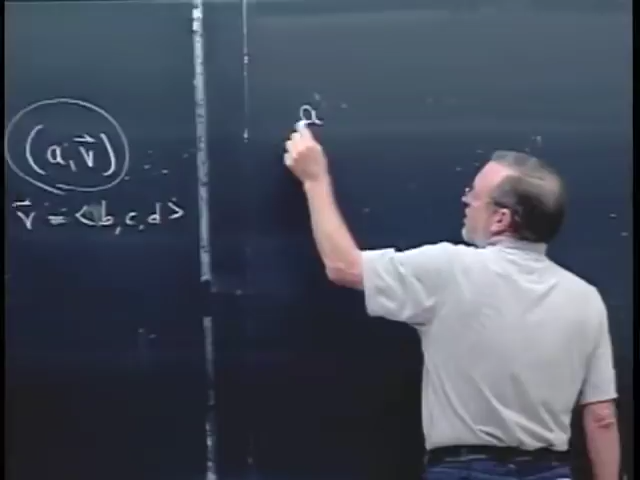 (a, v⃗)
v⃗ = <b, c, d>
a